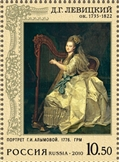 Д.Г. ЛЕВИЦКИЙ
ОК. 1735-1822
ПОРТРЕТ Г.И. АЛЫМОВОЙ. 1776. ГРМ
РОССИЯ RUSSIA · 2010 10.50